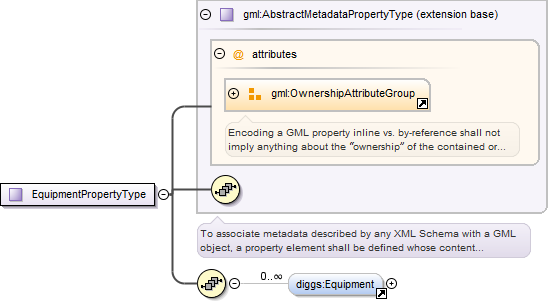 gml:AbstractMetadataPropertyType (extension base)
@ attributes
gml:OwnershipAttributeGroup
Encoding a GML property inline vs. by-reference shall not
imply anything about the "ownership" of the contained or...
EquipmentPropertyType
To associate metadata described by any XML Schema with a GML
object, a property element shall be defined whose content...
0..∞
diggs:Equipment